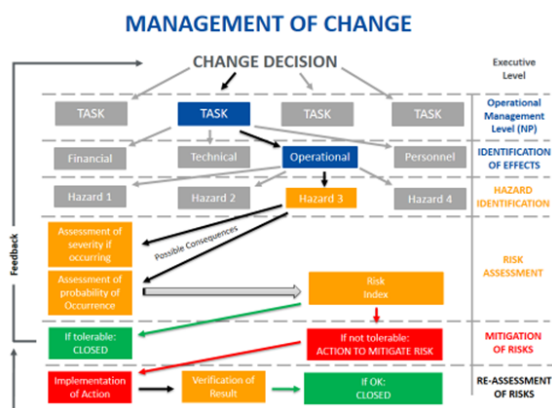 MANAGEMENT OF CHANGE
CHANGE DECISION
Executive
Level
TASK
TASK
TASK
TASK
Operational
Management
Level (NP)
Financial
Technical
Operational
Personnel
IDENTIFICATION
OF EFFECTS
Hazard 1
Hazard 2
Hazard 3
Hazard 4
HAZARD
IDENTIFICATION
Assessment of
severity if
occurring
Possible Consequences
Assessment of
probability of
Occurrence
Risk
Index
RISK
ASSESSMENT
Feedback
If tolerable:
CLOSED
If not tolerable:
ACTION TO MITIGATE RISK
MITIGATION
OF RISKS
Implementation
of Action
Verification of
Result
If OK:
CLOSED
RE-ASSESSMENT
OF RISKS